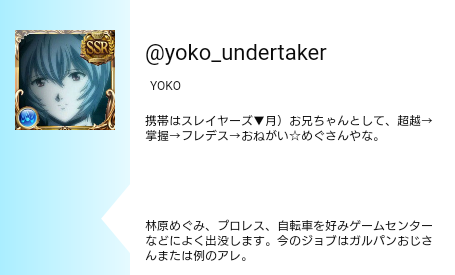 SSR
@yoko_undertaker
YOKO
携帯はスレイヤーズ▼月）お兄ちゃんとして、超越→
掌握→フレデス→おねがい☆めぐさんやな。
林原めぐみ、プロレス、自転車を好みゲームセンター
などによく出没します。今のジョブはガルパンおじさ
んまたは例のアレ。